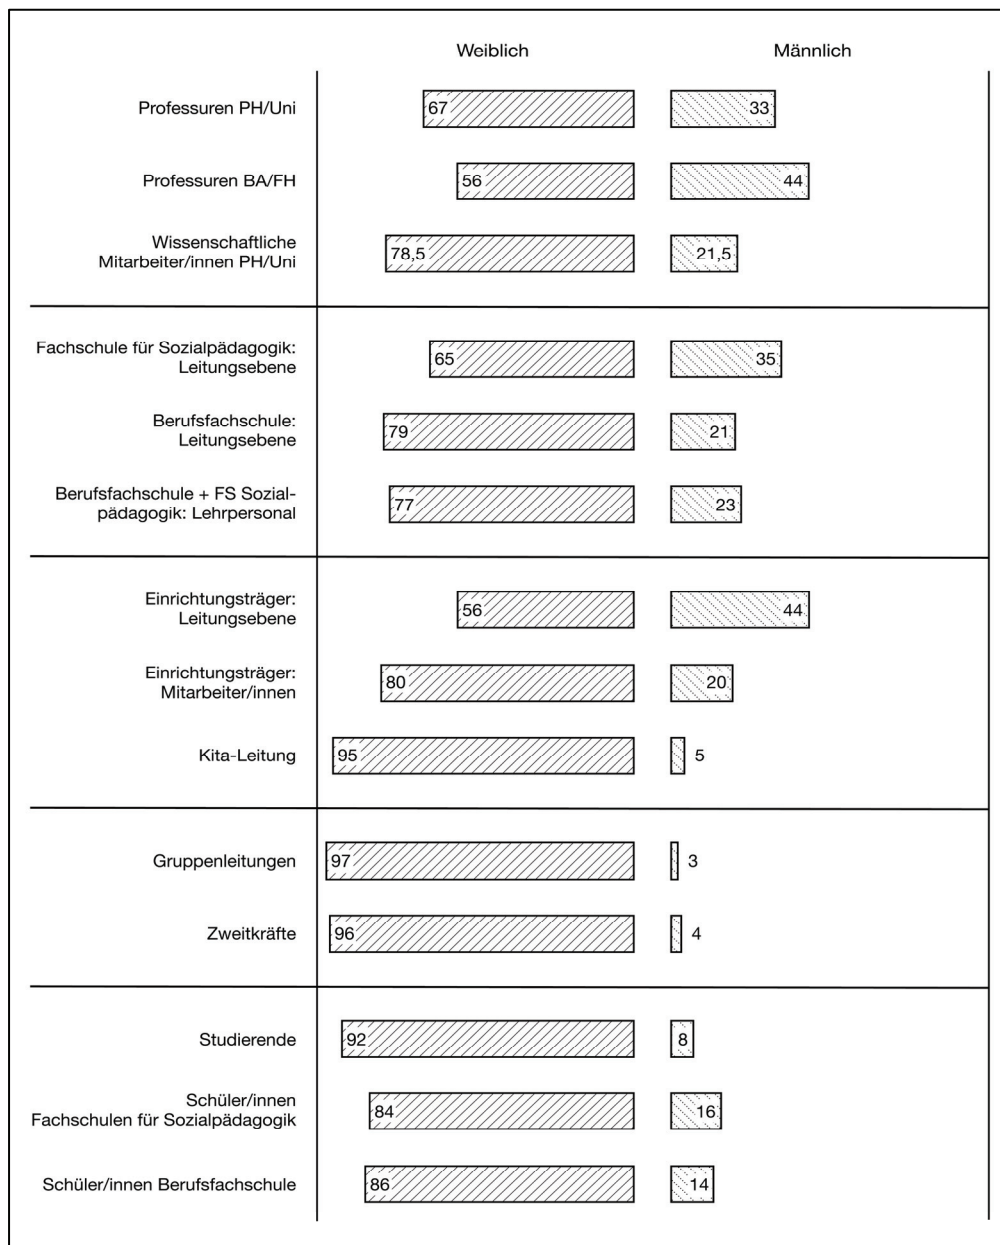 Weiblich Männlich
Professuren PH/Uni 67 33
Professuren BA/FH 56 44
Wissenschaftliche
Mitarbeiter/innen PH/Uni 78,5 21,5
Fachschule für Sozialpädagogik:
Leitungsebene 65 35
Berufsfachschule:
Leitungsebene 79 21
Berufsfachschule + FS Sozial-
pädagogik: Lehrpersonal 77 23
Einrichtungsträger:
Leitungsebene 56 44
Einrichtungsträger:
Mitarbeiter/innen 80 20
Kita-Leitung 95 5
Gruppenleitungen 97 3
Zweitkräfte 96 4
Studierende 92 8
Schüler/innen
Fachschulen für Sozialpädagogik 84 16
Schüler/innen Berufsfachschule 86 14